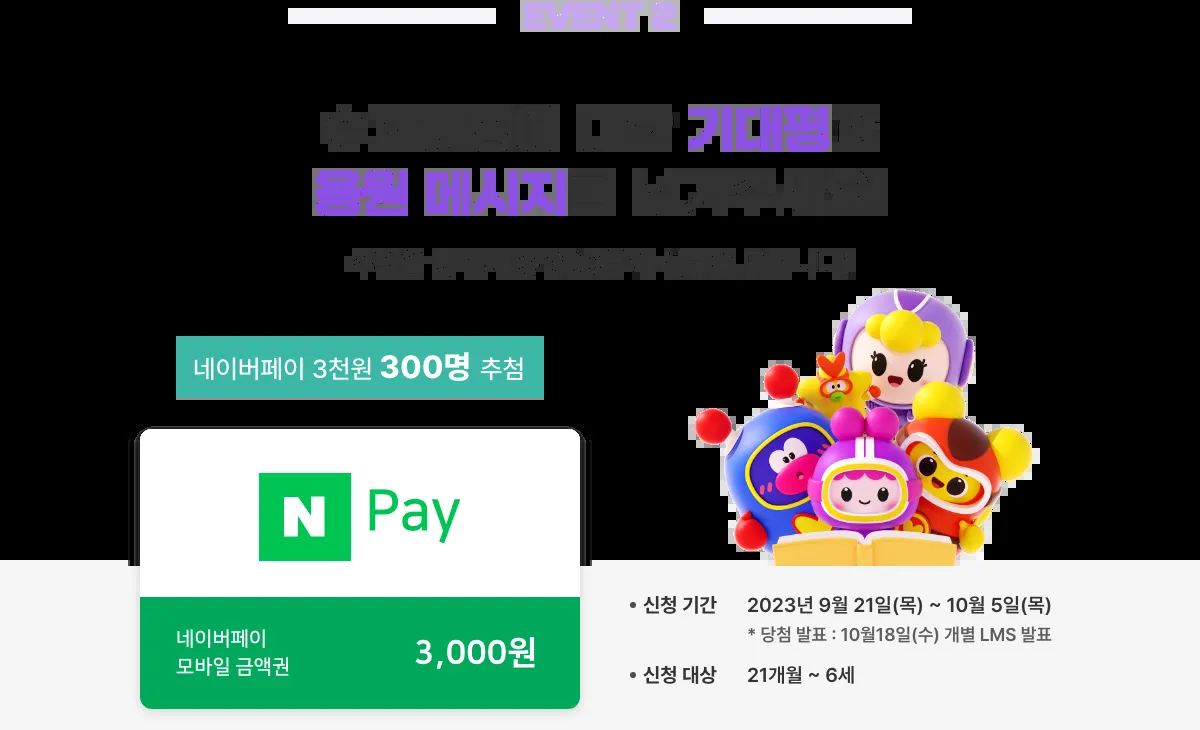 EVENT 2
기대평
응원 메시지를
네이버페이 3천원 300명 추첨
N Pay
네이버페이
모바일 금액권
3,000원
• 신청 기간 2023년 9월 21일(목) ~ 10월 5일(목)
* 당첨 발표 : 10월18일(수) 개별 LMS 발표
• 신청 대상 21개월 ~ 6세